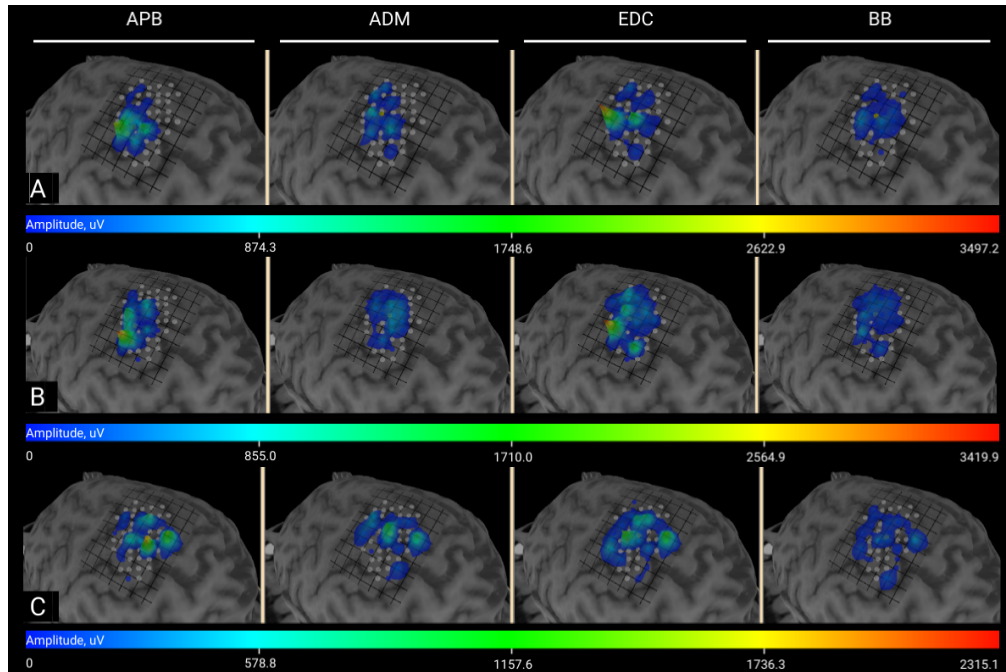 APB ADM EDC BB
A
Amplitude, uV
0 874.3 1748.6 2622.9 3497.2
B
Amplitude, uV
0 855.0 1710.0 2564.9 3419.9
C
Amplitude, uV
0 578.8 1157.6 1736.3 2315.1